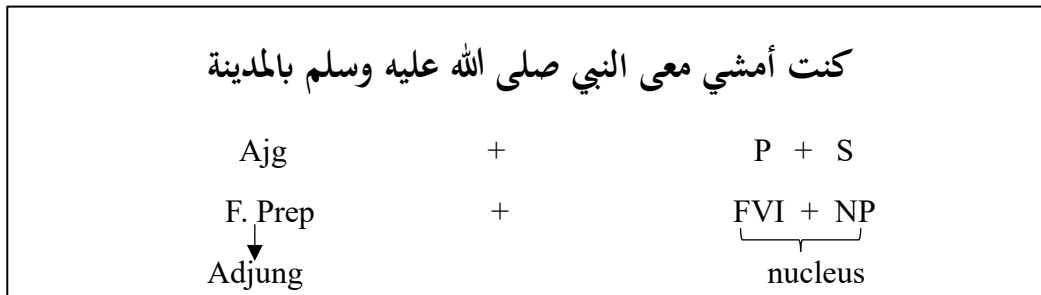 كنت أمشي معى النبي صلى الله عليه وسلم بالمدينة
Ajg + P + S
F. Prep + FVI + NP
Adjung nucleus